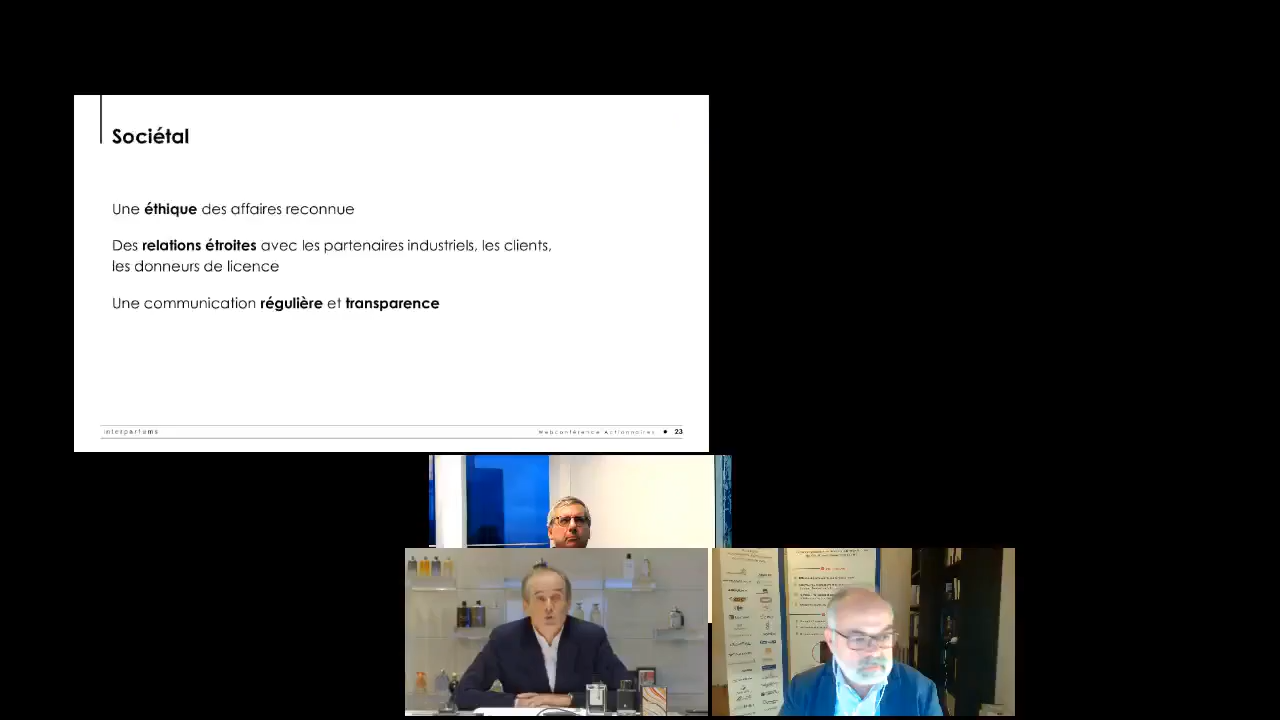 Sociétal
Une éthique des affaires reconnue
Des relations étroites avec les partenaires industriels, les clients,
les donneurs de licence
Une communication régulière et transparence
interparfums
Webconférence Actionnaires • 23